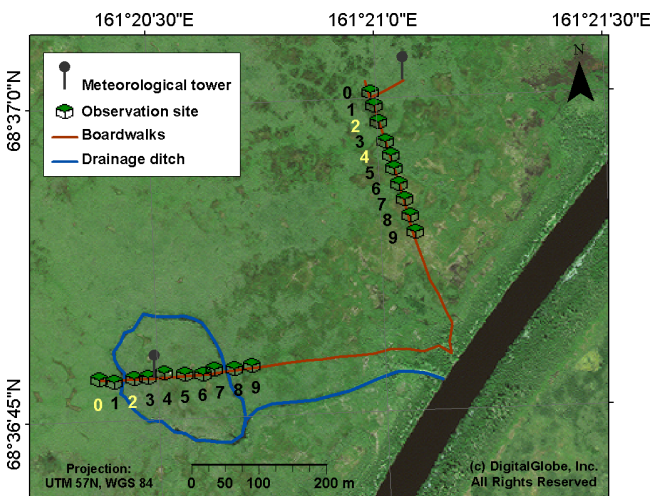 161°20'30"E 161°21'0"E 161°21'30"E
N
Meteorological tower
Observation site
Boardwalks
Drainage ditch
68°37'0"N
0
1
2
3
4
5
6
7
8
9
68°36'45"N
0 1 2 3 4 5 6 7 8 9
Projection:
UTM 57N, WGS 84
0 50 100 200 m
(c) DigitalGlobe, Inc.
All Rights Reserved